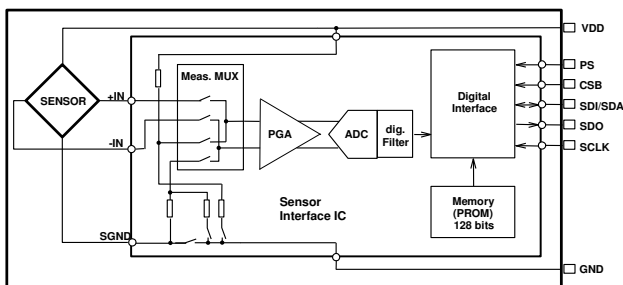 VDD
PS
CSB
SDI/SDA
SDO
SCLK
GND
SENSOR
+IN
-IN
SGND
Meas. MUX
PGA
ADC
dig.
Filter
Digital
Interface
Memory
(PROM)
128 bits
Sensor
Interface IC